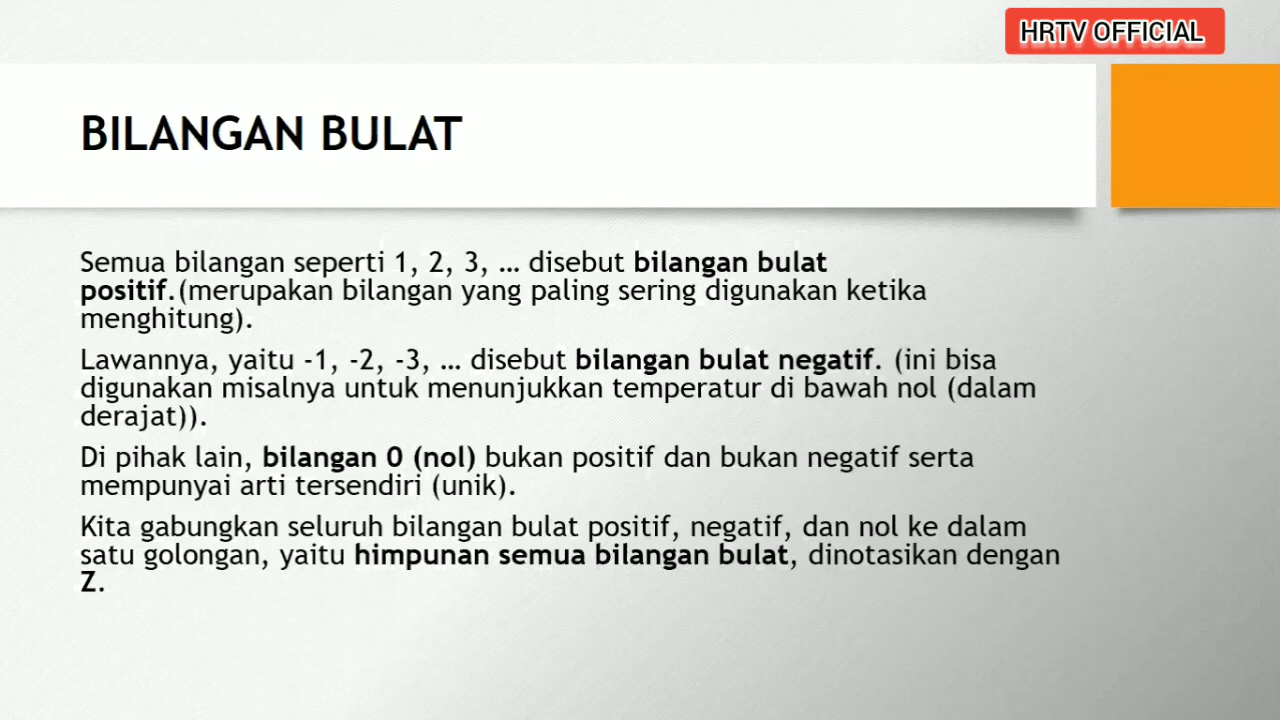 HRTV OFFICIAL
BILANGAN BULAT
Semua bilangan seperti 1, 2, 3, … disebut bilangan bulat
positif.(merupakan bilangan yang paling sering digunakan ketika
menghitung).
Lawannya, yaitu -1, -2, -3, … disebut bilangan bulat negatif. (ini bisa
digunakan misalnya untuk menunjukkan temperatur di bawah nol (dalam
derajat)).
Di pihak lain, bilangan 0 (nol) bukan positif dan bukan negatif serta
mempunyai arti tersendiri (unik).
Kita gabungkan seluruh bilangan bulat positif, negatif, dan nol ke dalam
satu golongan, yaitu himpunan semua bilangan bulat, dinotasikan dengan
Z.